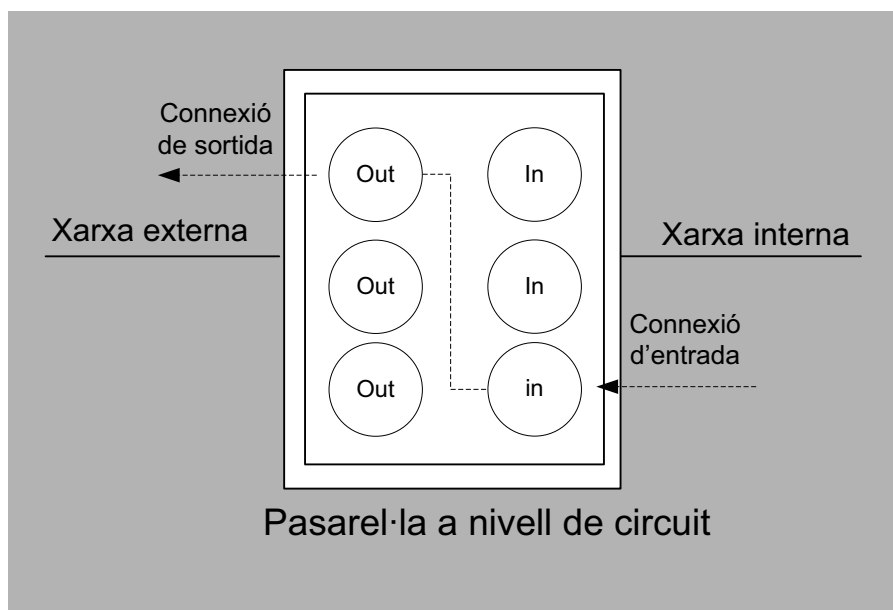 Connexió
de sortida
Out
In
Xarxa externa
Xarxa interna
Out
In
Connexió
d'entrada
Out
in
Pasarel·la a nivell de circuit